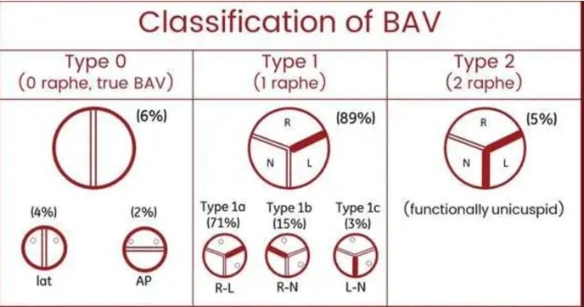 Classification of BAV
Type 0
(0 raphe, true BAV)
(6%)
(4%)
lat
(2%)
AP
Type 1
(1 raphe)
(89%)
R
N
L
Type 1a
(71%)
R-L
Type 1b
(15%)
R-N
Type 1c
(3%)
L-N
Type 2
(2 raphe)
(5%)
R
N
L
(functionally unicuspid)